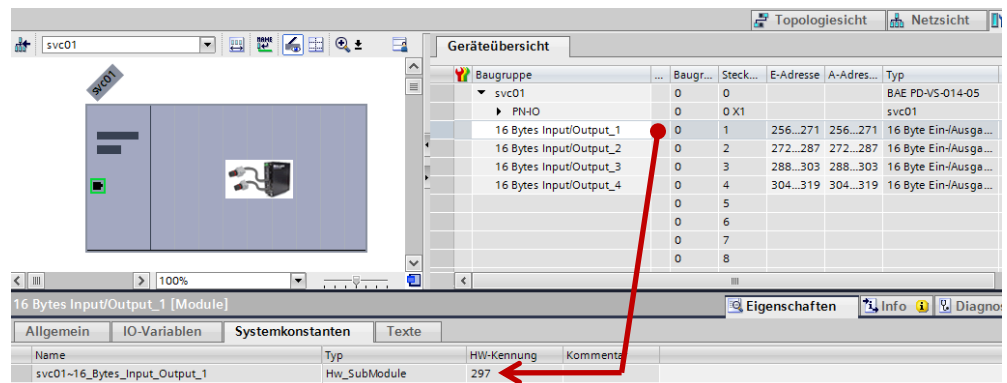 Topologiesicht Netzsicht
svc01 Geräteübersicht
Baugruppe ... Baugr... Steck... E-Adresse A-Adres... Typ
svc01
svc01 0 0 BAE PD-VS-014-05
PN-IO 0 0 X1 svc01
16 Bytes Input/Output_1 0 1 256...271 256...271 16 Byte Ein-/Ausga...
16 Bytes Input/Output_2 0 2 272...287 272...287 16 Byte Ein-/Ausga...
16 Bytes Input/Output_3 0 3 288...303 288...303 16 Byte Ein-/Ausga...
16 Bytes Input/Output_4 0 4 304...319 304...319 16 Byte Ein-/Ausga...
0 5
0 6
0 7
0 8
100%
16 Bytes Input/Output_1 [Module] Eigenschaften Info Diagnos
Allgemein IO-Variablen Systemkonstanten Texte
Name Typ HW-Kennung Kommenta
svc01~16_Bytes_Input_Output_1 Hw_SubModule 297